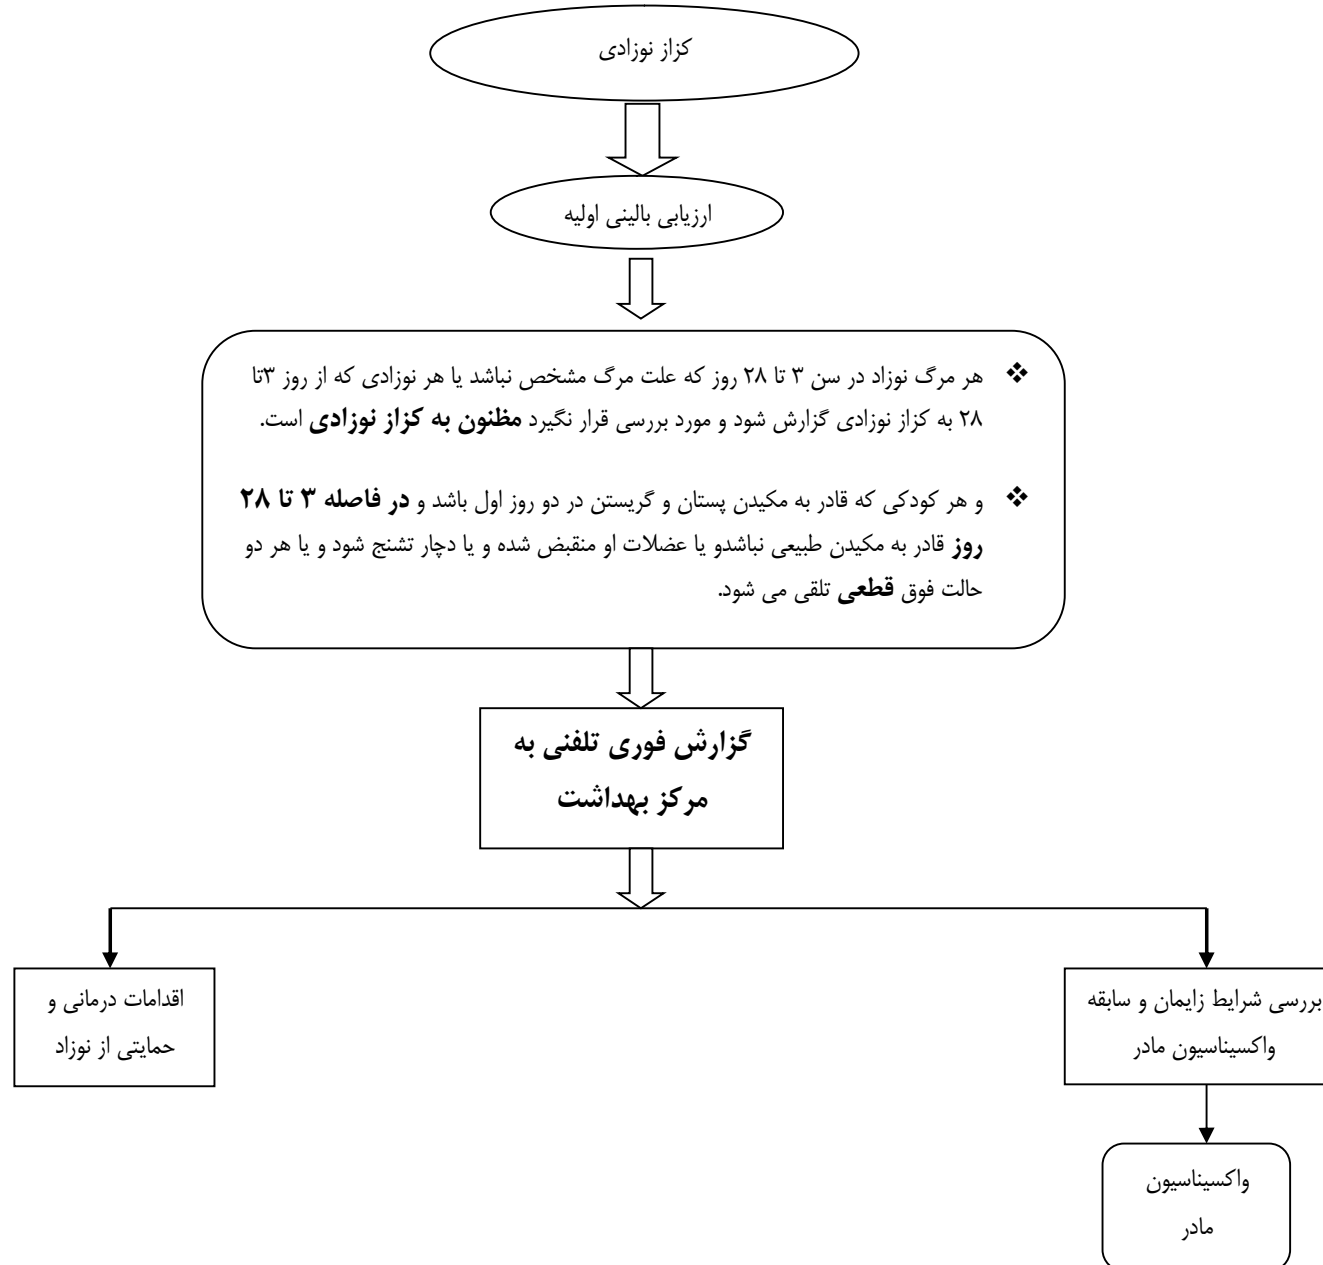 کزاز نوزادی
ارزیابی بالینی اولیه
❖ هر مرگ نوزاد در سن ۳ تا ۲۸ روز که علت مرگ مشخص نباشد یا هر نوزادی که از روز ۳تا
۲۸ به کزاز نوزادی گزارش شود و مورد بررسی قرار نگیرد مظنون به کزاز نوزادی است.
❖ و هر کودکی که قادر به مکیدن پستان و گریستن در دو روز اول باشد و در فاصله ۳ تا ۲۸
روز قادر به مکیدن طبیعی نباشدو یا عضلات او منقبض شده و یا دچار تشنج شود و یا هر دو
حالت فوق قطعی تلقی می شود.
گزارش فوری تلفنی به
مرکز بهداشت
بررسی شرایط زایمان و سابقه
واکسیناسیون مادر
اقدامات درمانی و
حمایتی از نوزاد
واکسیناسیون
مادر